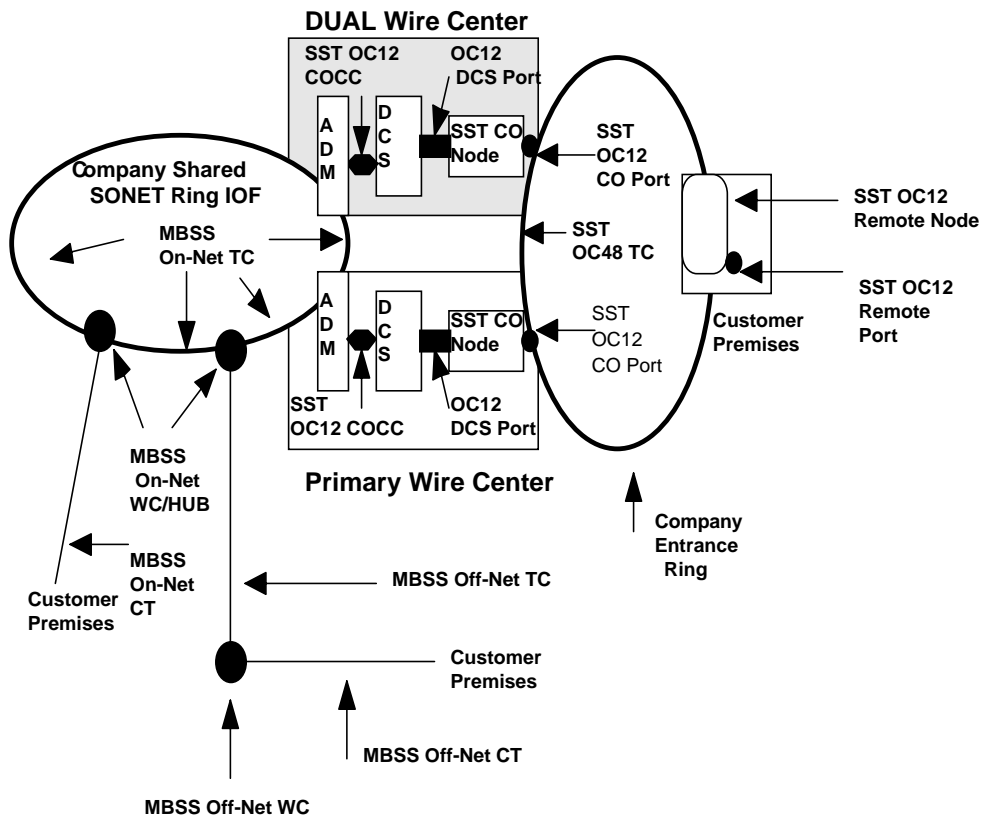 DUAL Wire Center
SST OC12
COCC
OC12
DCS Port
A
D
M
D
C
S
SST CO
Node
SST
OC12
CO Port
Company Shared
SONET Ring IOF
MBSS
On-Net TC
SST
OC48 TC
SST OC12
Remote Node
SST OC12
Remote
Port
Customer
Premises
A
D
M
D
C
S
SST CO
Node
SST
OC12
CO Port
SST
OC12 COCC
OC12
DCS Port
Primary Wire Center
MBSS
On-Net
WC/HUB
Company
Entrance
Ring
MBSS
On-Net
CT
Customer
Premises
MBSS Off-Net TC
Customer
Premises
MBSS Off-Net CT
MBSS Off-Net WC